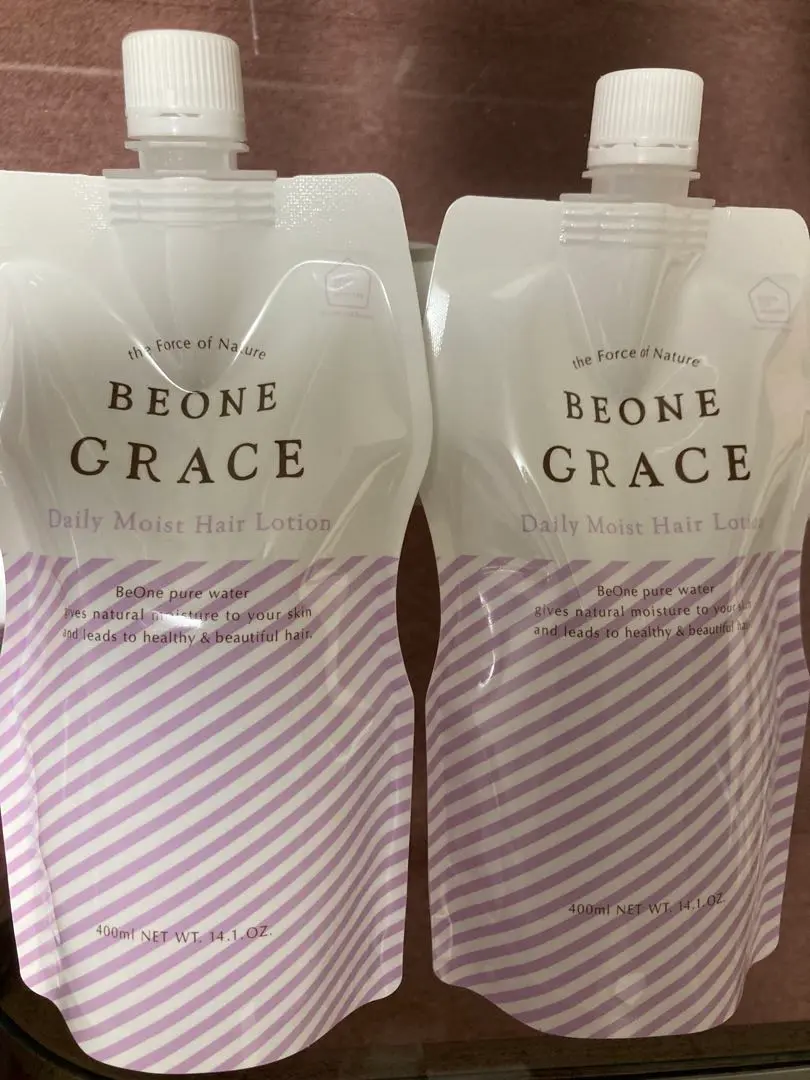 the Force of Nature
BEONE
GRACE
Daily Moist Hair Lotion
BeOne pure water
gives natural moisture to your skin
and leads to healthy & beautiful hair.
400ml NET WT. 14.1.OZ.
the Force of Nature
BEONE
GRACE
Daily Moist Hair Lotion
BeOne pure water
gives natural moisture to your skin
and leads to healthy & beautiful hair.
400ml NET WT. 14.1.OZ.